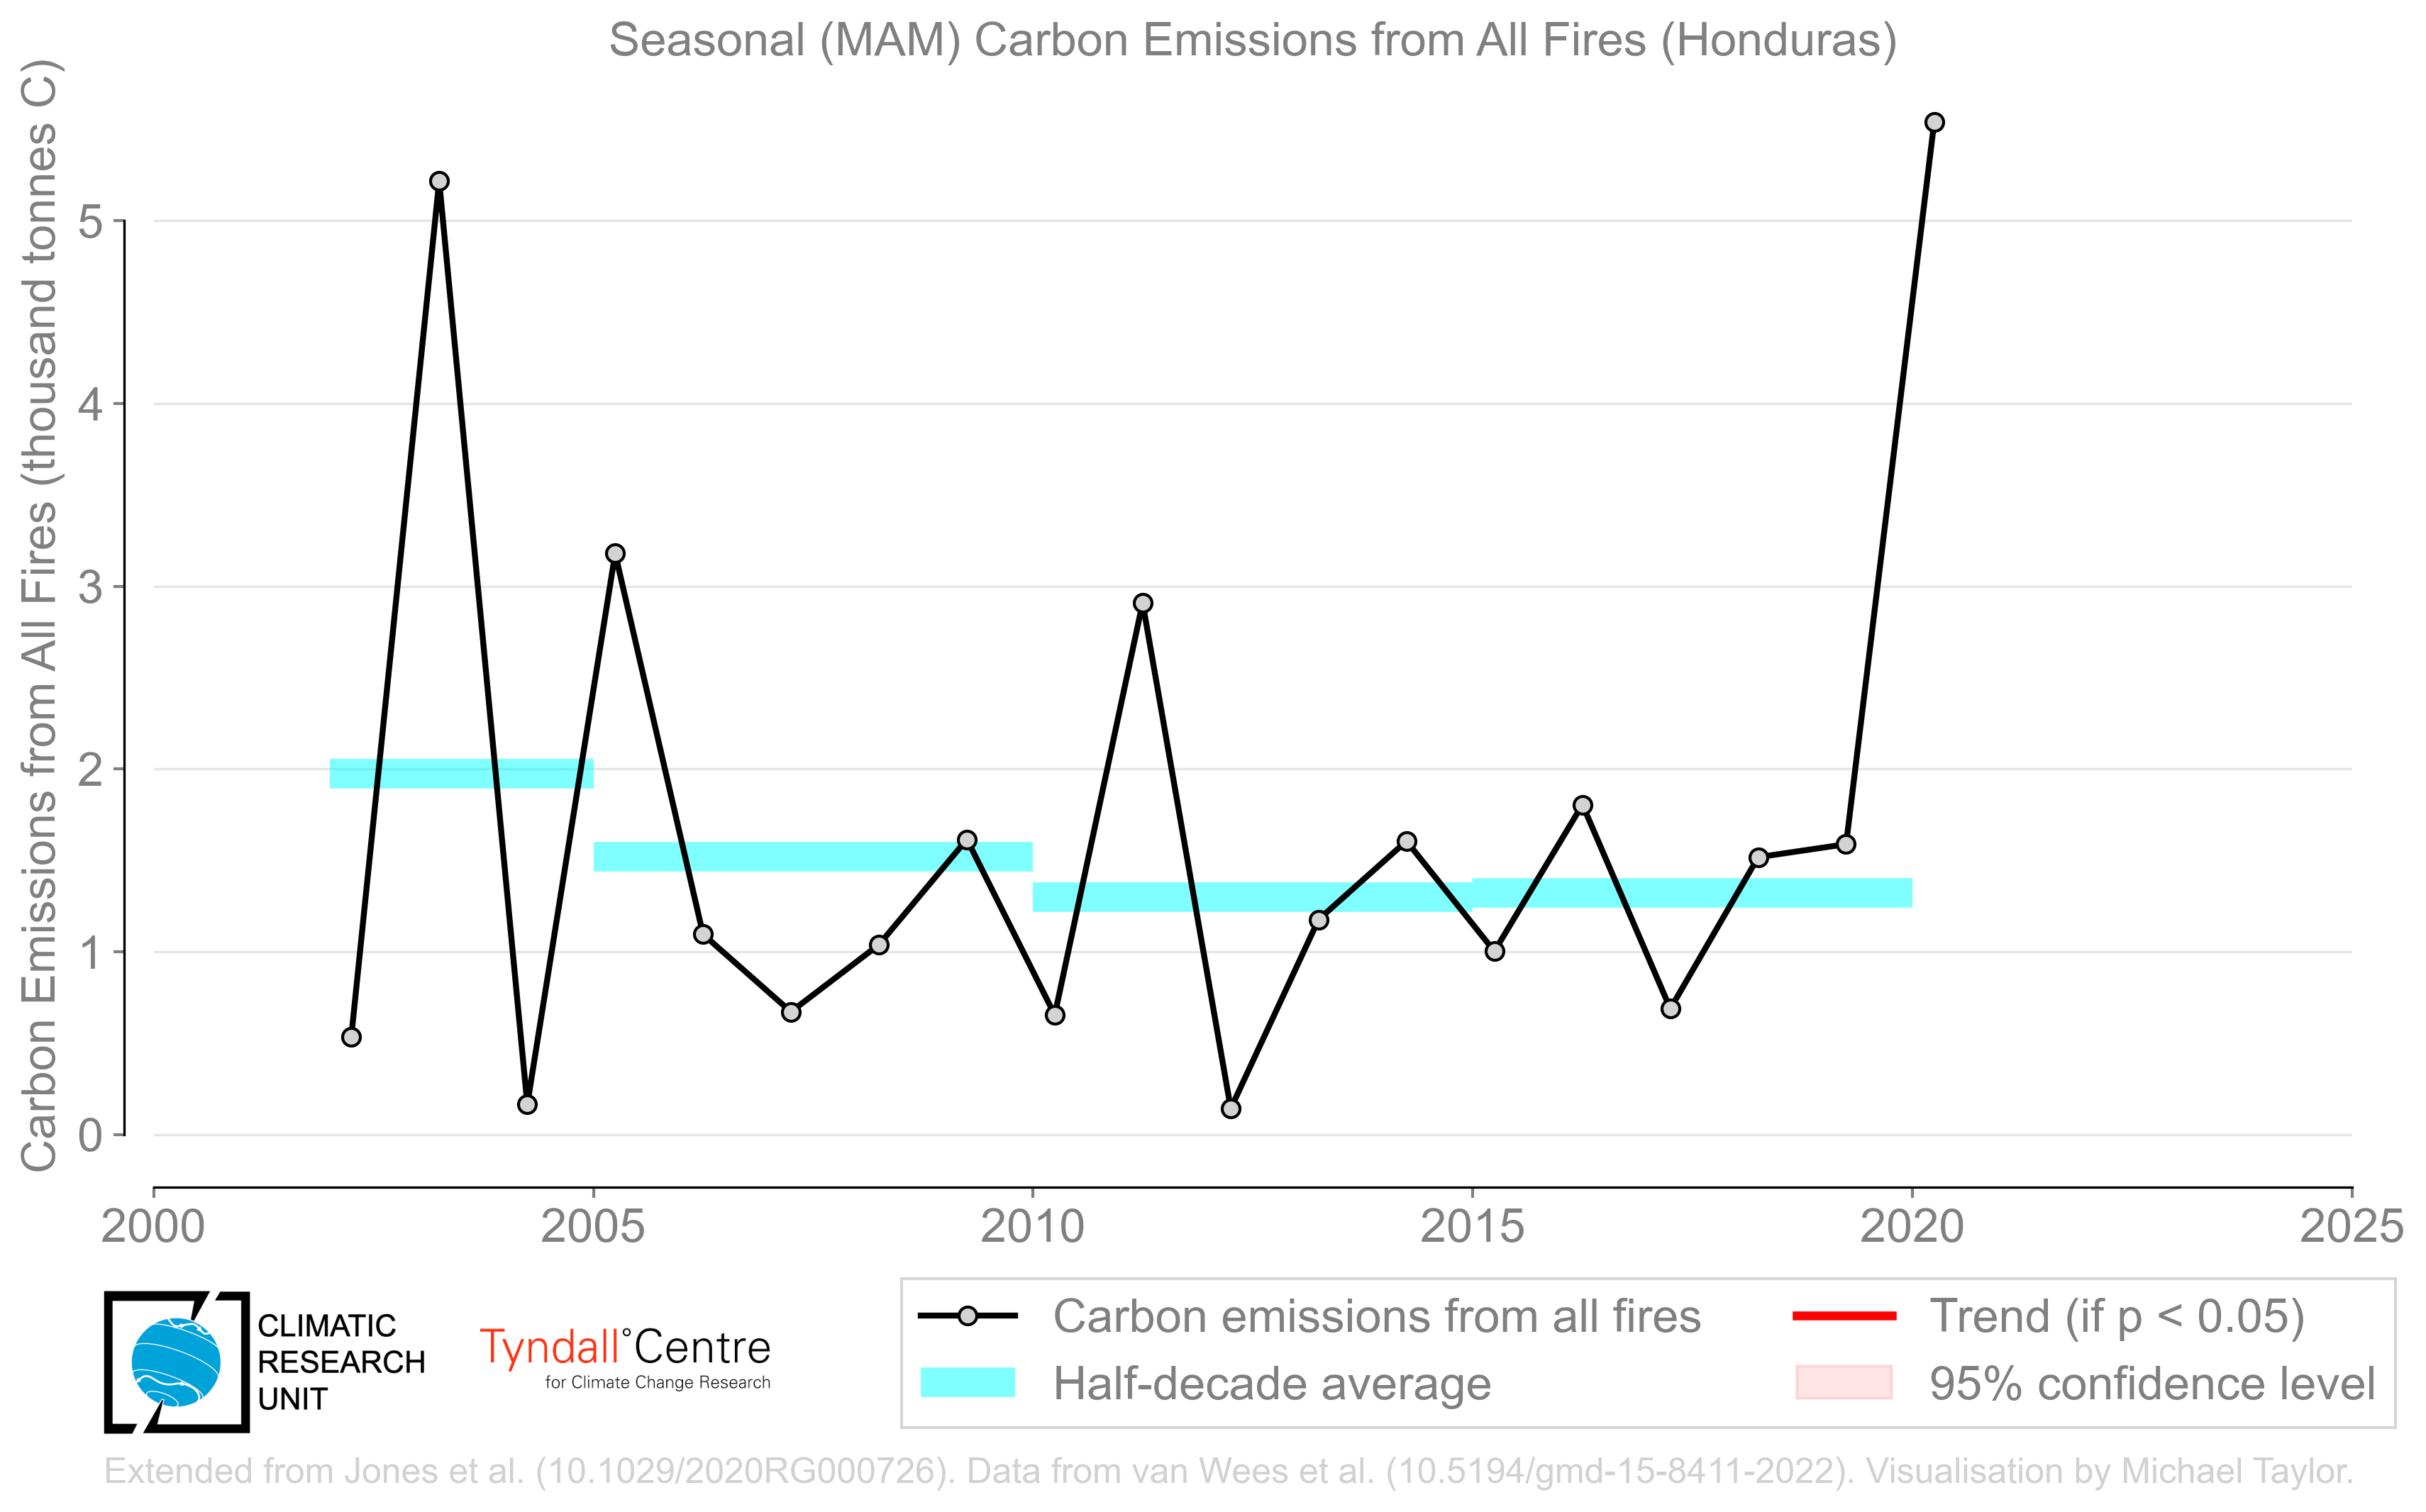 Seasonal (MAM) Carbon Emissions from All Fires (Honduras)
Carbon Emissions from All Fires (thousand tonnes C)
5
4
3
2
1
0
2000 2005 2010 2015 2020 2025
CLIMATIC
RESEARCH
UNIT
Tyndall°Centre
for Climate Change Research
Carbon emissions from all fires
Half-decade average
Trend (if p < 0.05)
95% confidence level
Extended from Jones et al. (10.1029/2020RG000726). Data from van Wees et al. (10.5194/gmd-15-8411-2022). Visualisation by Michael Taylor.